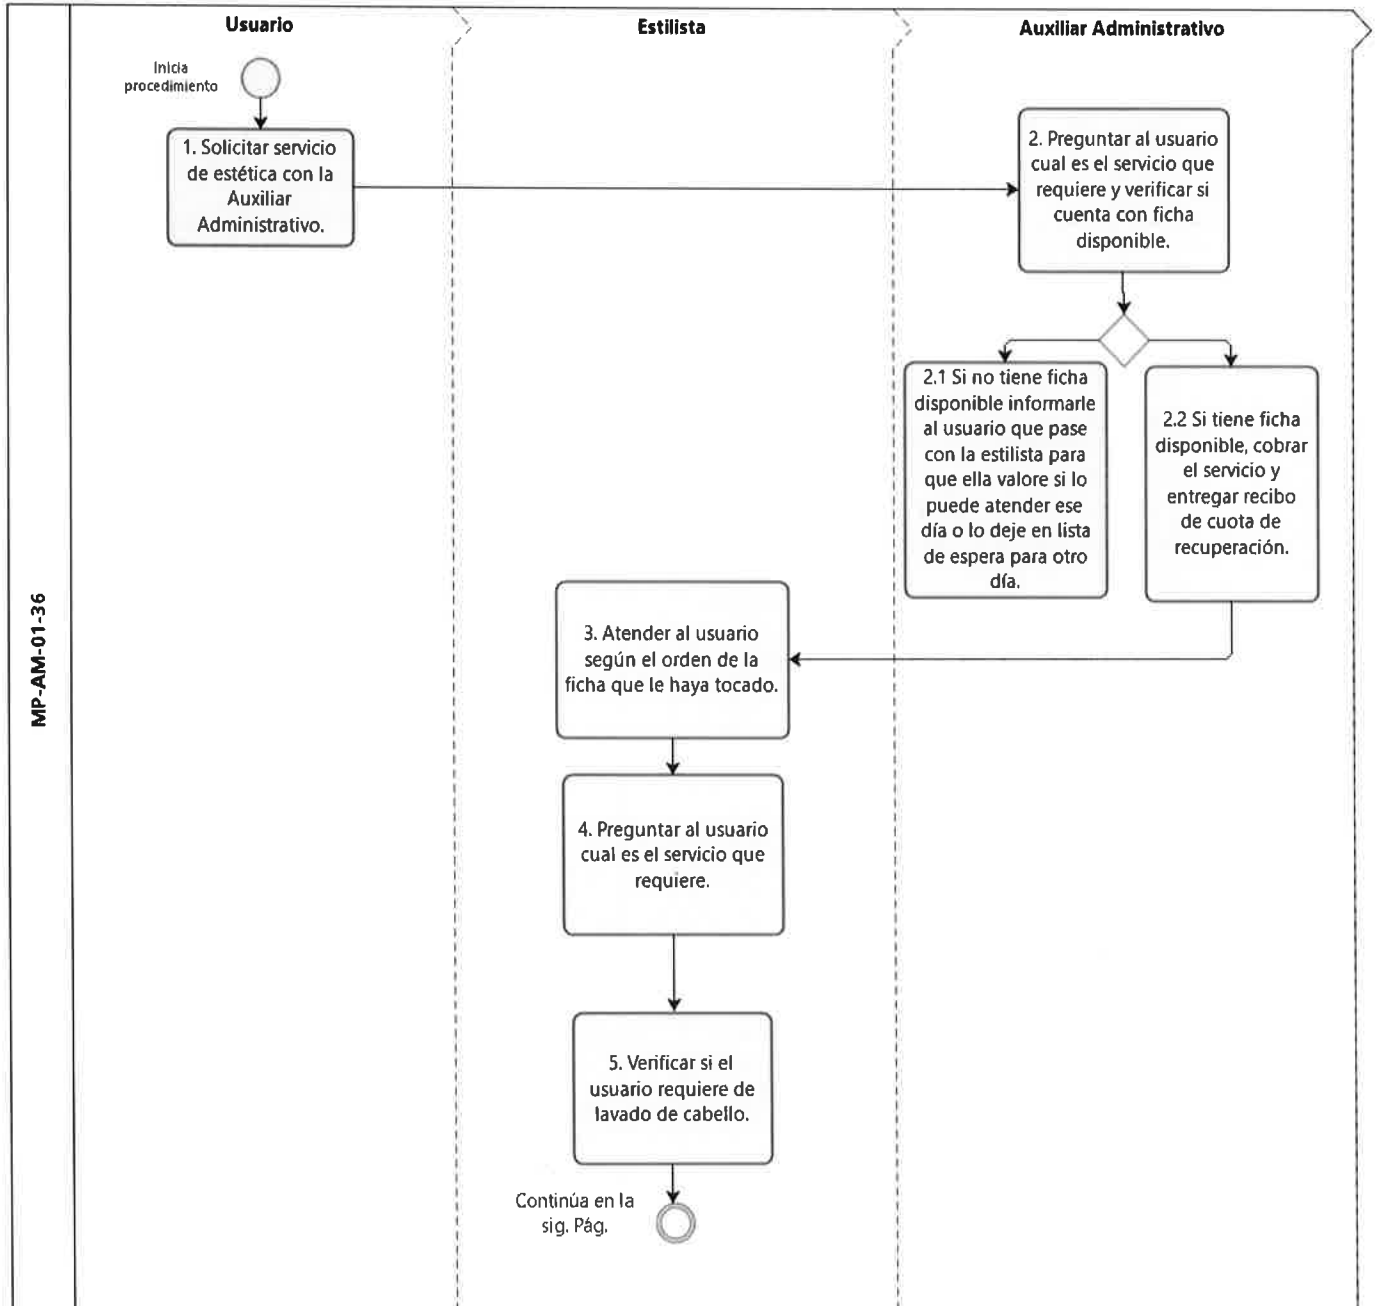 Usuario
Estilista
Auxiliar Administrativo
Inicia
procedimiento
1. Solicitar servicio
de estética con la
Auxiliar
Administrativo.
2. Preguntar al usuario
cual es el servicio que
requiere y verificar si
cuenta con ficha
disponible.
2.1 Si no tiene ficha
disponible informarle
al usuario que pase
con la estilista para
que ella valore si lo
puede atender ese
día o lo deje en lista
de espera para otro
día.
2.2 Si tiene ficha
disponible, cobrar
el servicio y
entregar recibo
de cuota de
recuperación.
3. Atender al usuario
según el orden de la
ficha que le haya tocado.
4. Preguntar al usuario
cual es el servicio que
requiere.
5. Verificar si el
usuario requiere de
lavado de cabello.
Continúa en la
sig. Pág.
MP-AM-01-36